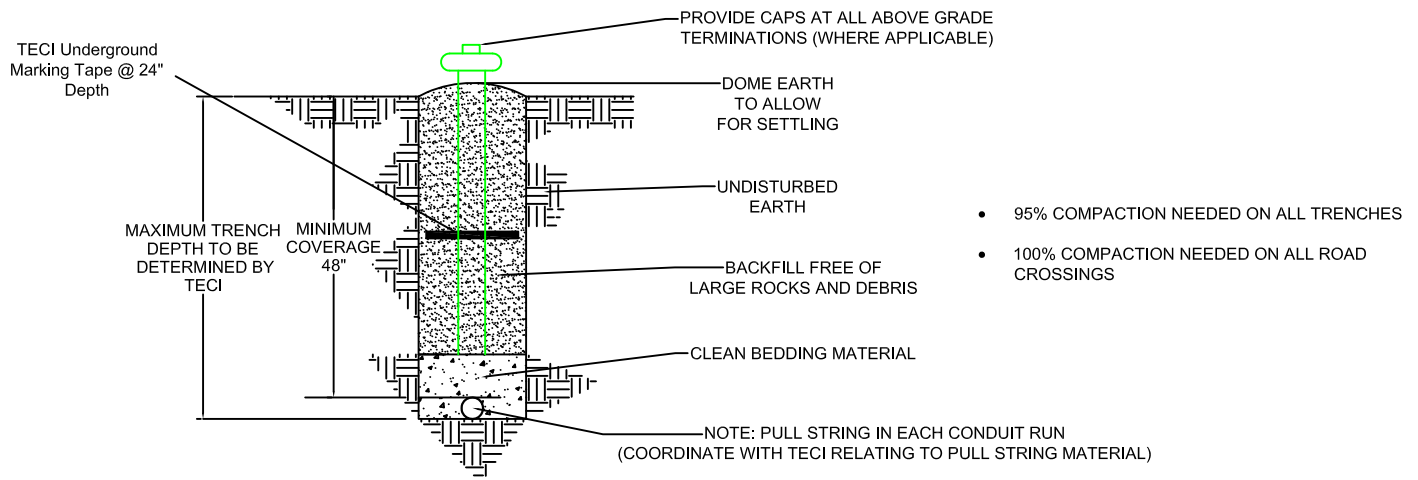 PROVIDE CAPS AT ALL ABOVE GRADE
TERMINATIONS (WHERE APPLICABLE)
TECI Underground
Marking Tape @ 24"
Depth
DOME EARTH
TO ALLOW
FOR SETTLING
UNDISTURBED
EARTH
MAXIMUM TRENCH
DEPTH TO BE
DETERMINED BY
TECI
MINIMUM
COVERAGE
48"
BACKFILL FREE OF
LARGE ROCKS AND DEBRIS
CLEAN BEDDING MATERIAL
NOTE: PULL STRING IN EACH CONDUIT RUN
(COORDINATE WITH TECI RELATING TO PULL STRING MATERIAL)
• 95% COMPACTION NEEDED ON ALL TRENCHES
• 100% COMPACTION NEEDED ON ALL ROAD
CROSSINGS